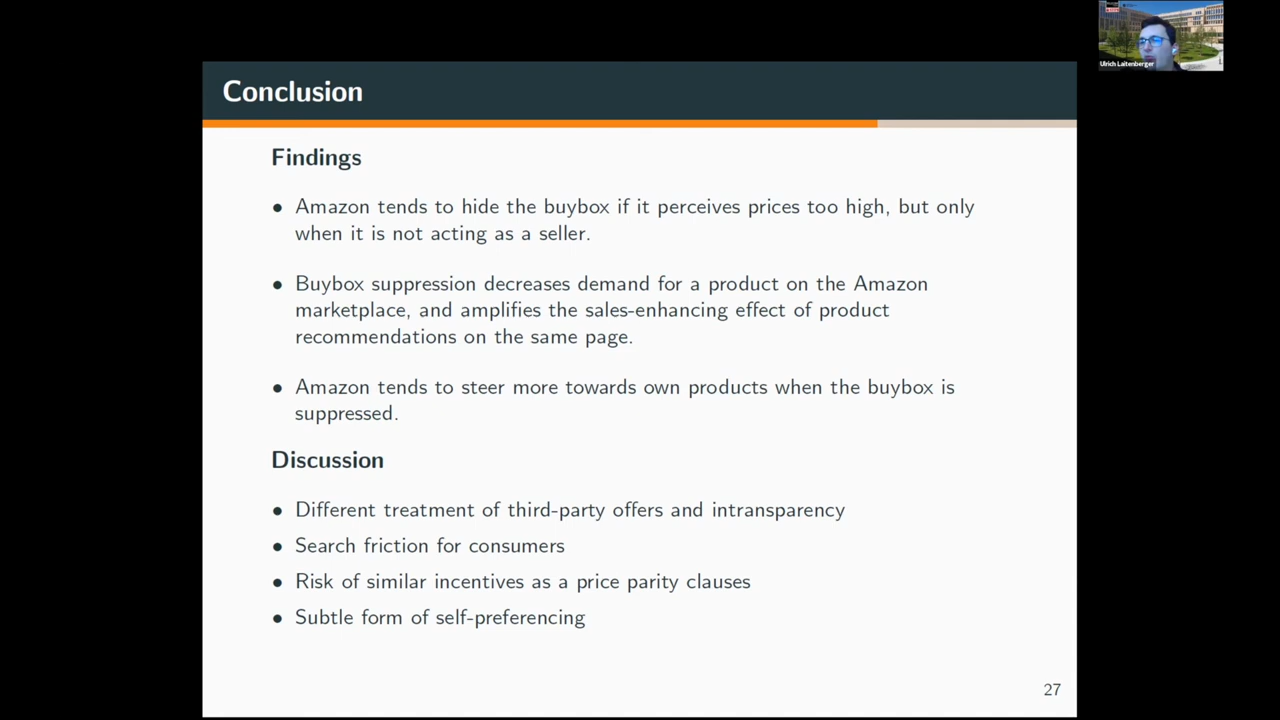 Conclusion
Findings
• Amazon tends to hide the buybox if it perceives prices too high, but only
when it is not acting as a seller.
• Buybox suppression decreases demand for a product on the Amazon
marketplace, and amplifies the sales-enhancing effect of product
recommendations on the same page.
• Amazon tends to steer more towards own products when the buybox is
suppressed.
Discussion
• Different treatment of third-party offers and intransparency
• Search friction for consumers
• Risk of similar incentives as a price parity clauses
• Subtle form of self-preferencing
27
Ulrich Laitenberger